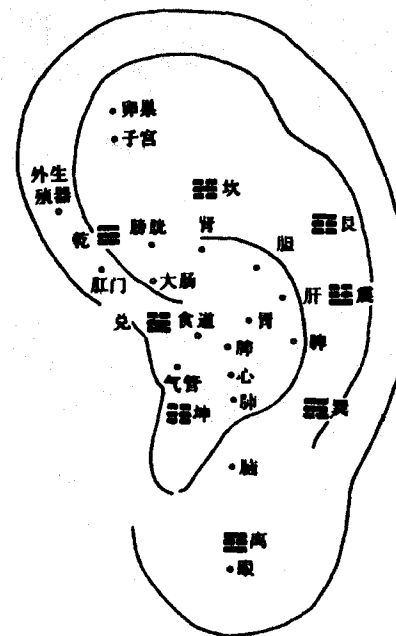 卵巢
子宫
外生
殖器
坎
乾
膀胱
肾
胆
艮
肛门
大肠
肝
震
兑
食道
胃
肺
脾
气管
心
肺
坤
巽
脑
离
眼